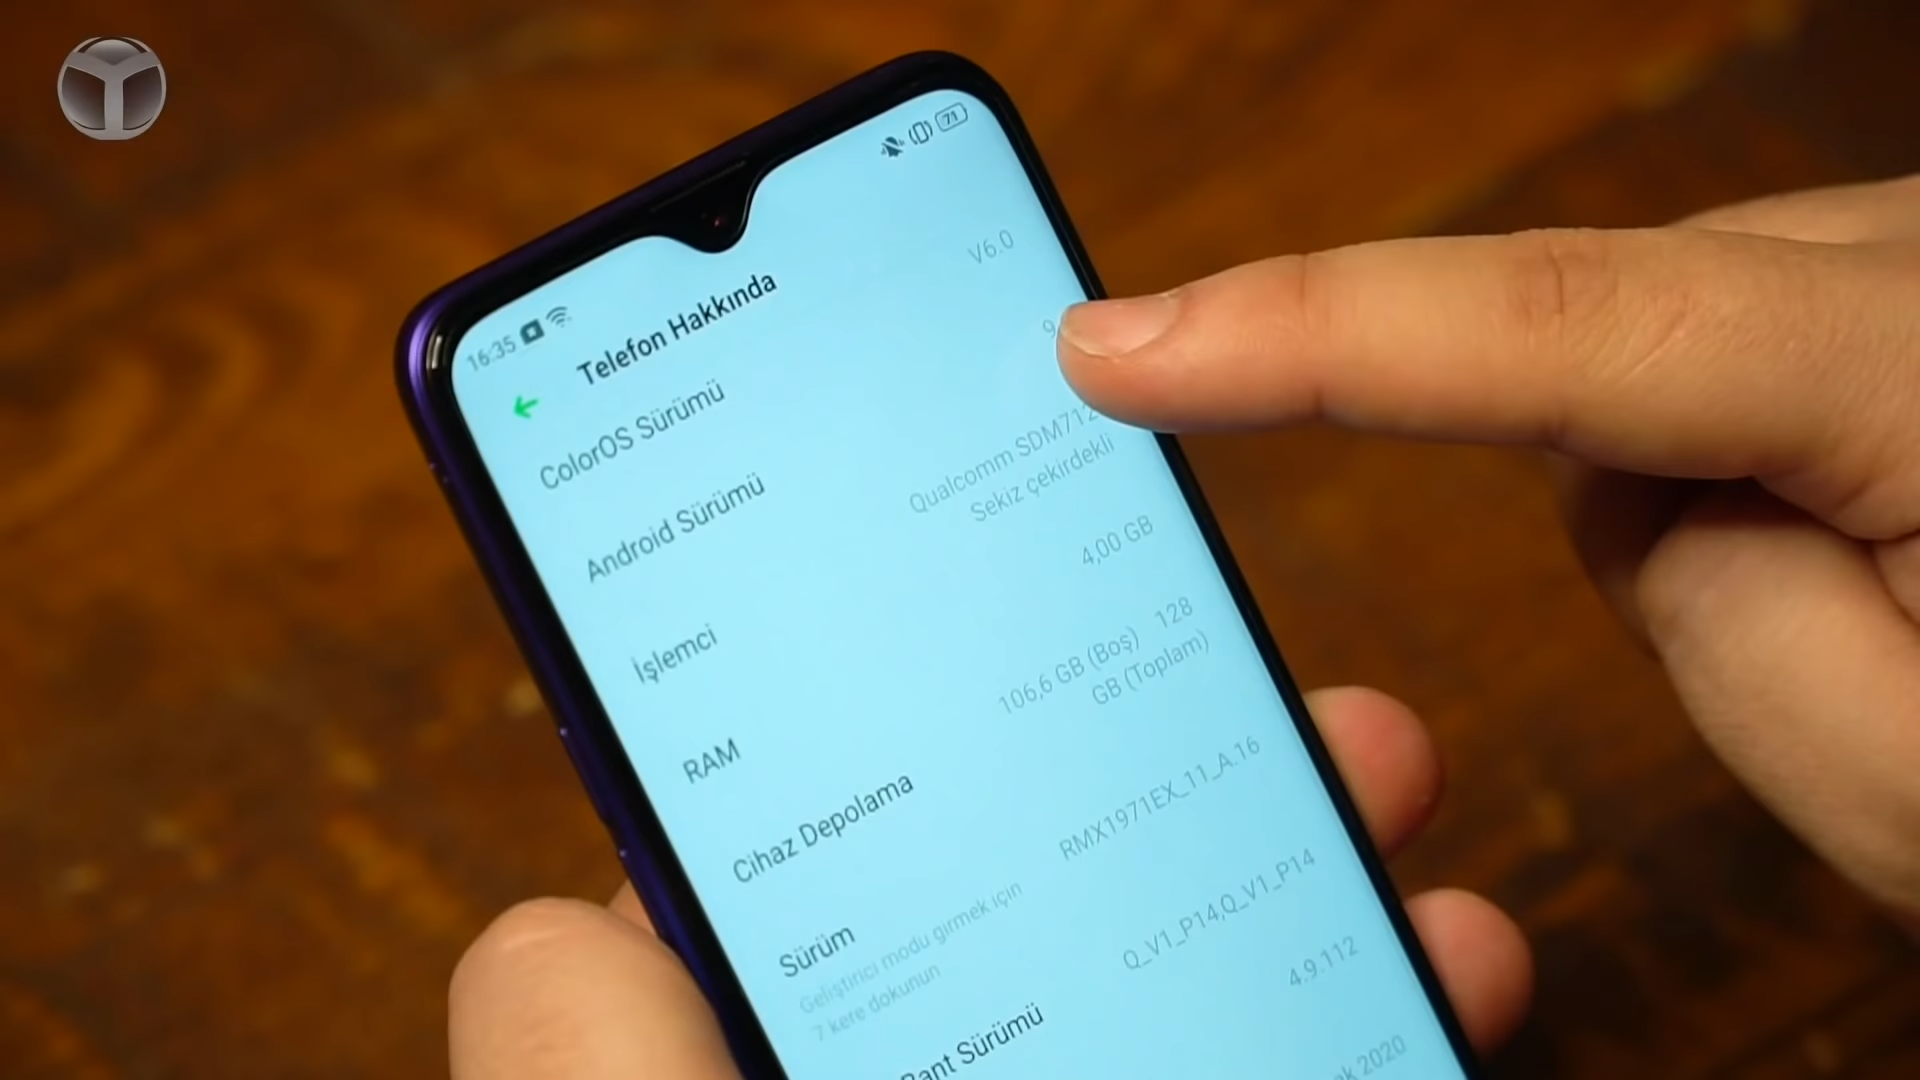 71
16:35
Telefon Hakkında
ColorOS Sürümü
V6.0
Android Sürümü
9
İşlemci
Qualcomm SDM712
Sekiz çekirdekli
RAM
4,00 GB
Cihaz Depolama
106,6 GB (Boş) 128
GB (Toplam)
Sürüm
RMX1971EX_11_A.16
Geliştirici modu girmek için
7 kere dokunun
Bant Sürümü
Q_V1_P14,Q_V1_P14
4.9.112
2020